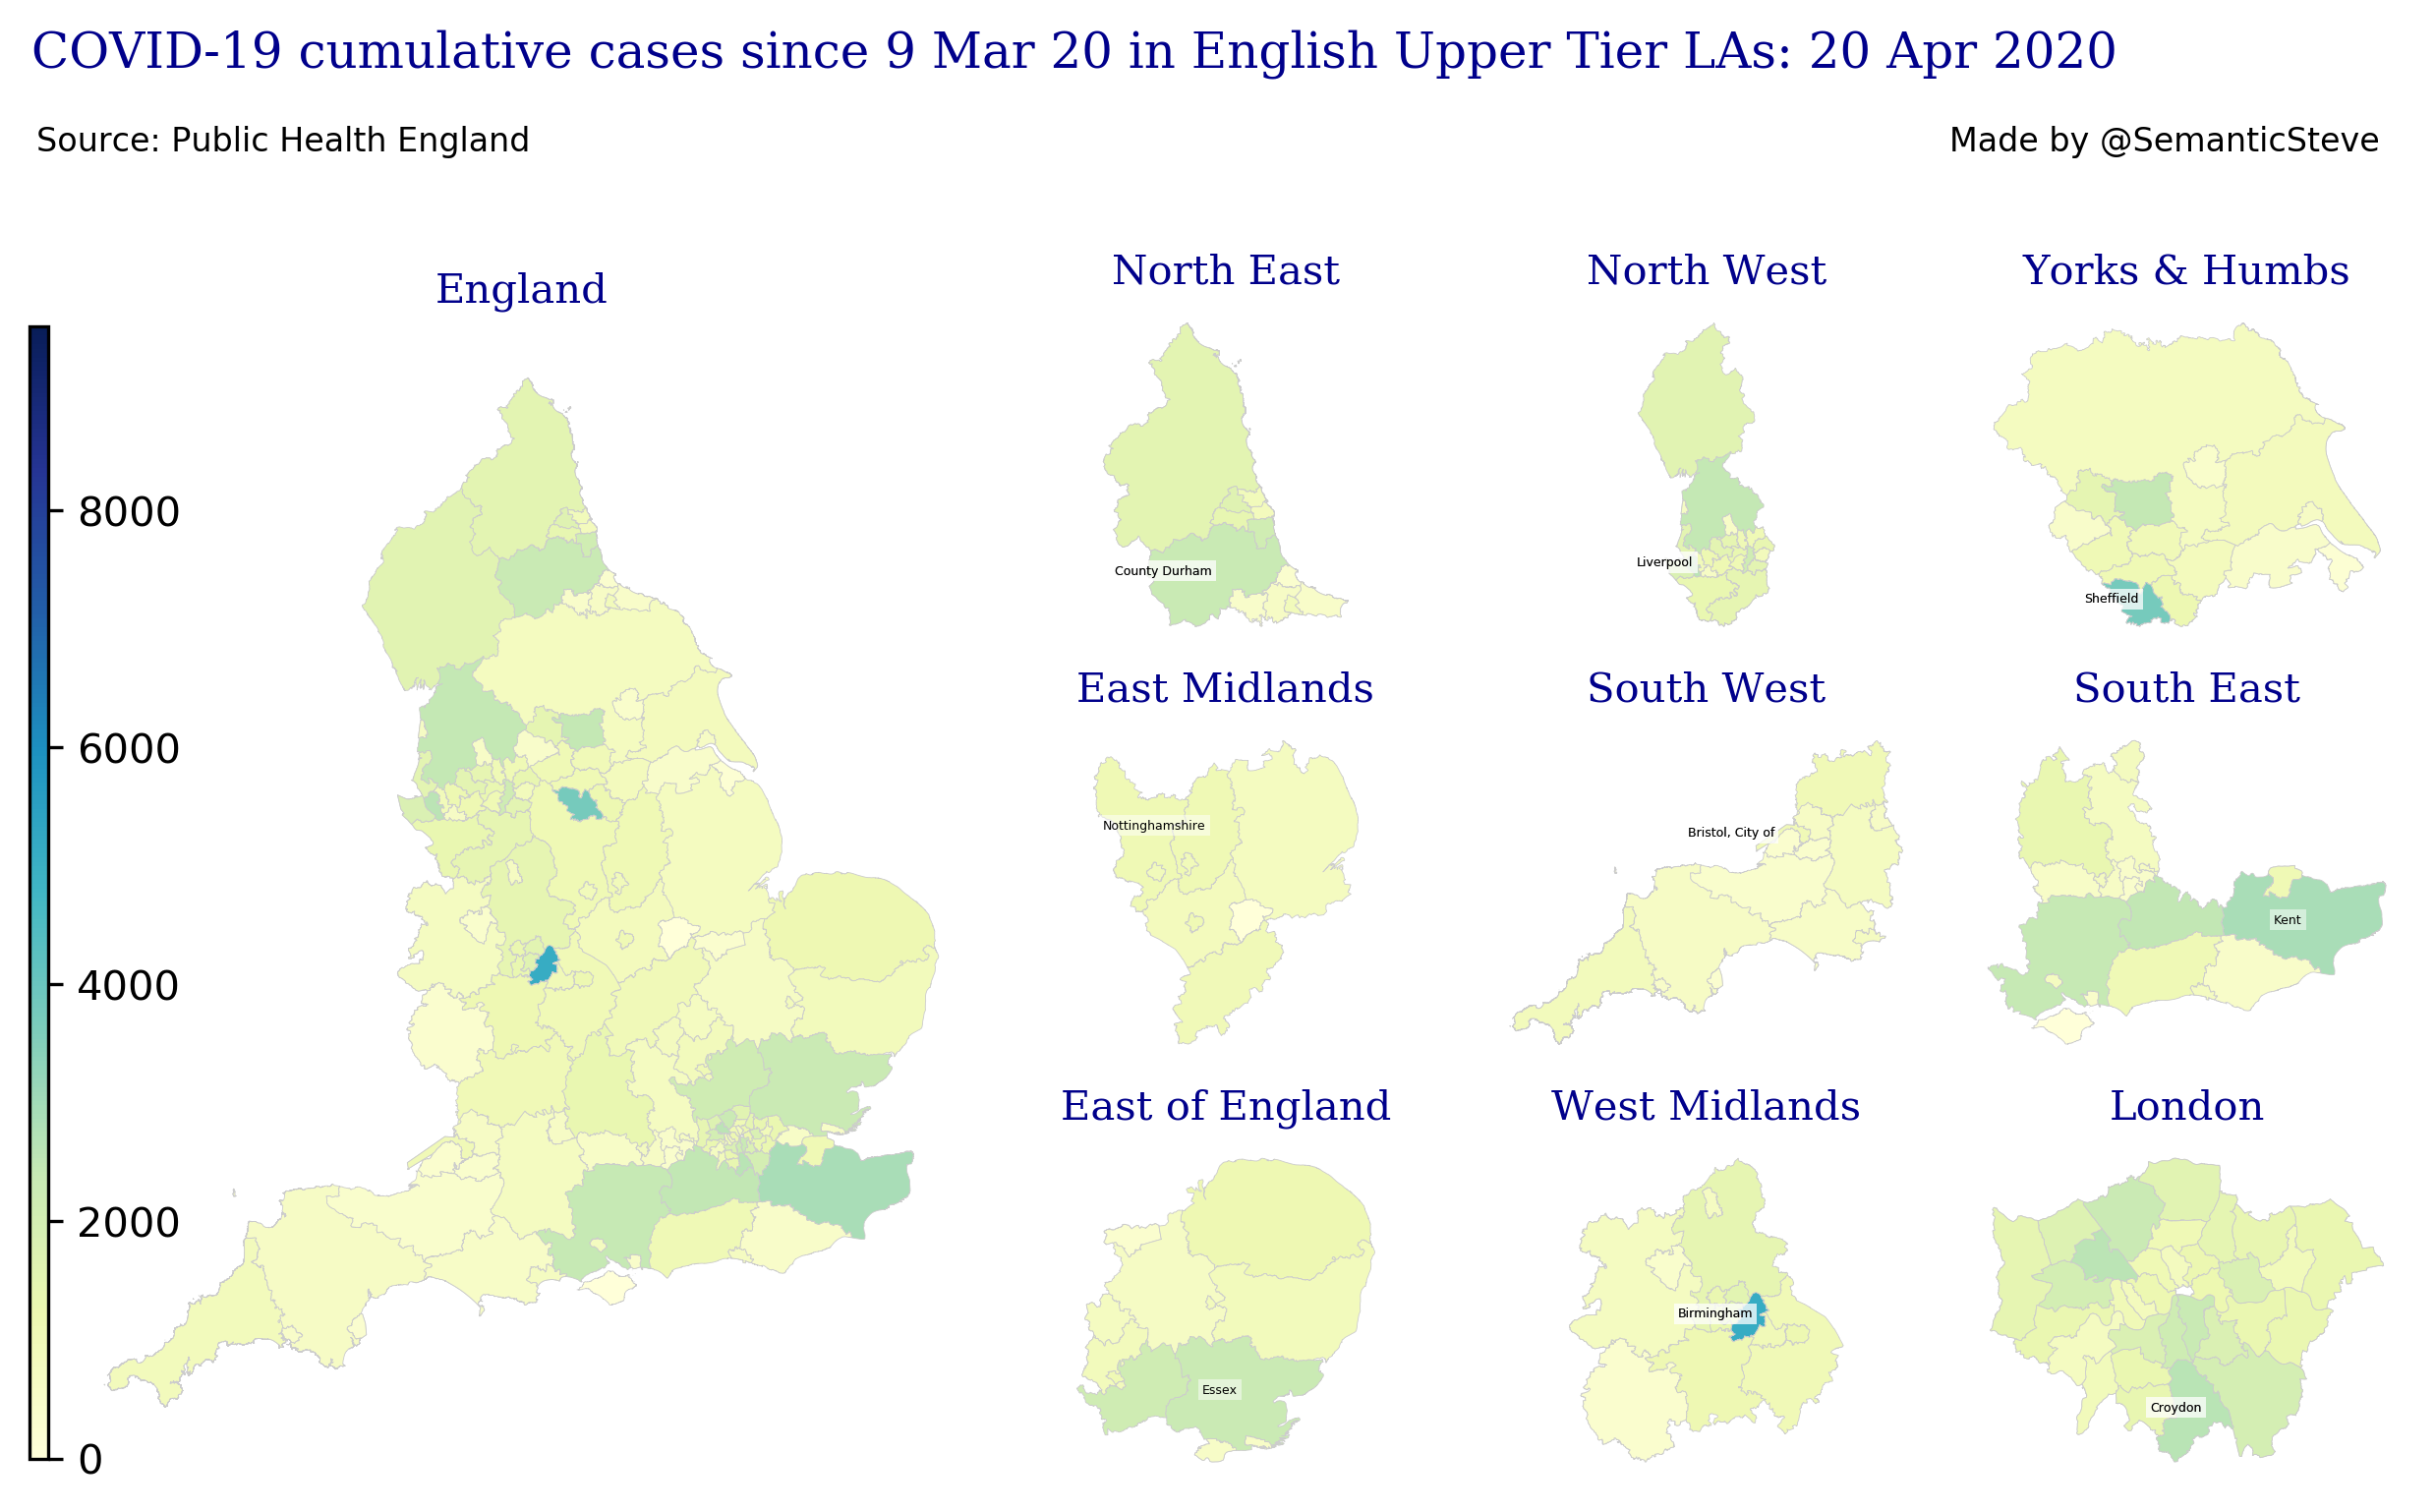 COVID-19 cumulative cases since 9 Mar 20 in English Upper Tier LAs: 20 Apr 2020
Source: Public Health England
Made by @SemanticSteve
England
8000
6000
4000
2000
0
North East
County Durham
North West
Liverpool
Yorks & Humbs
Sheffield
East Midlands
Nottinghamshire
South West
Bristol, City of
South East
Kent
East of England
Essex
West Midlands
Birmingham
London
Croydon